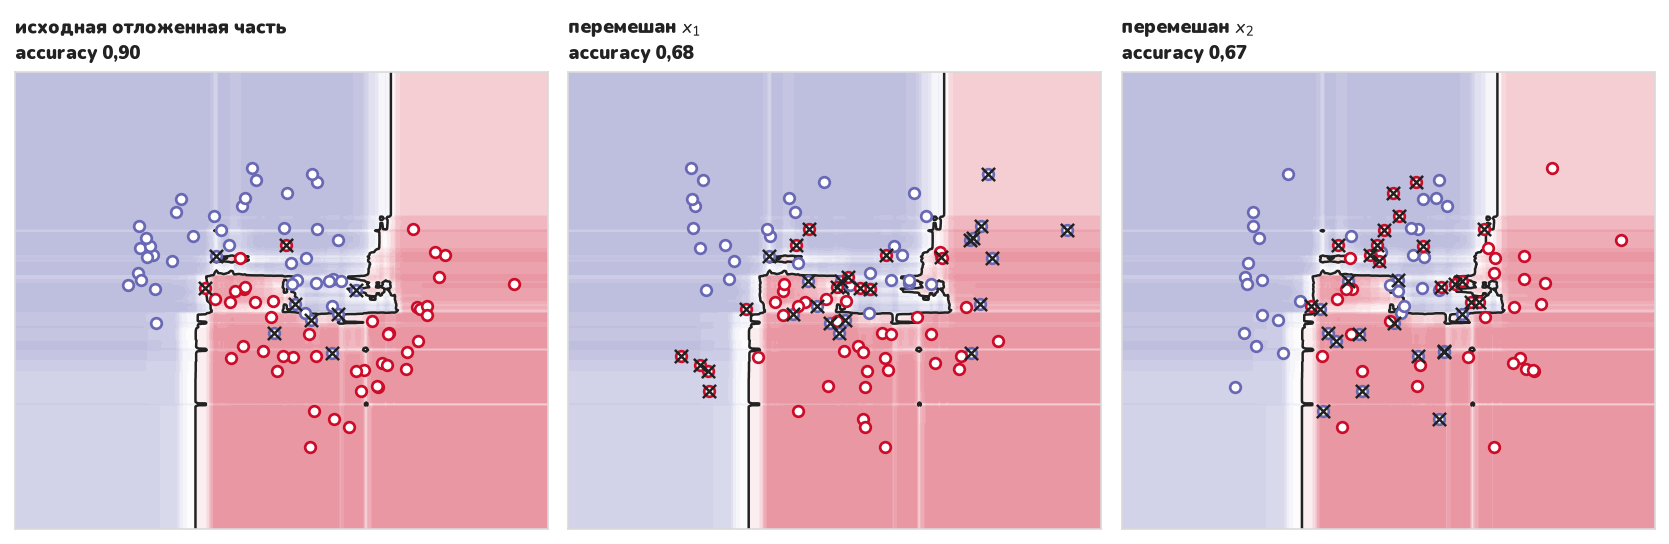 исходная отложенная часть
accuracy 0,90
перемешан x₁
accuracy 0,68
перемешан x₂
accuracy 0,67